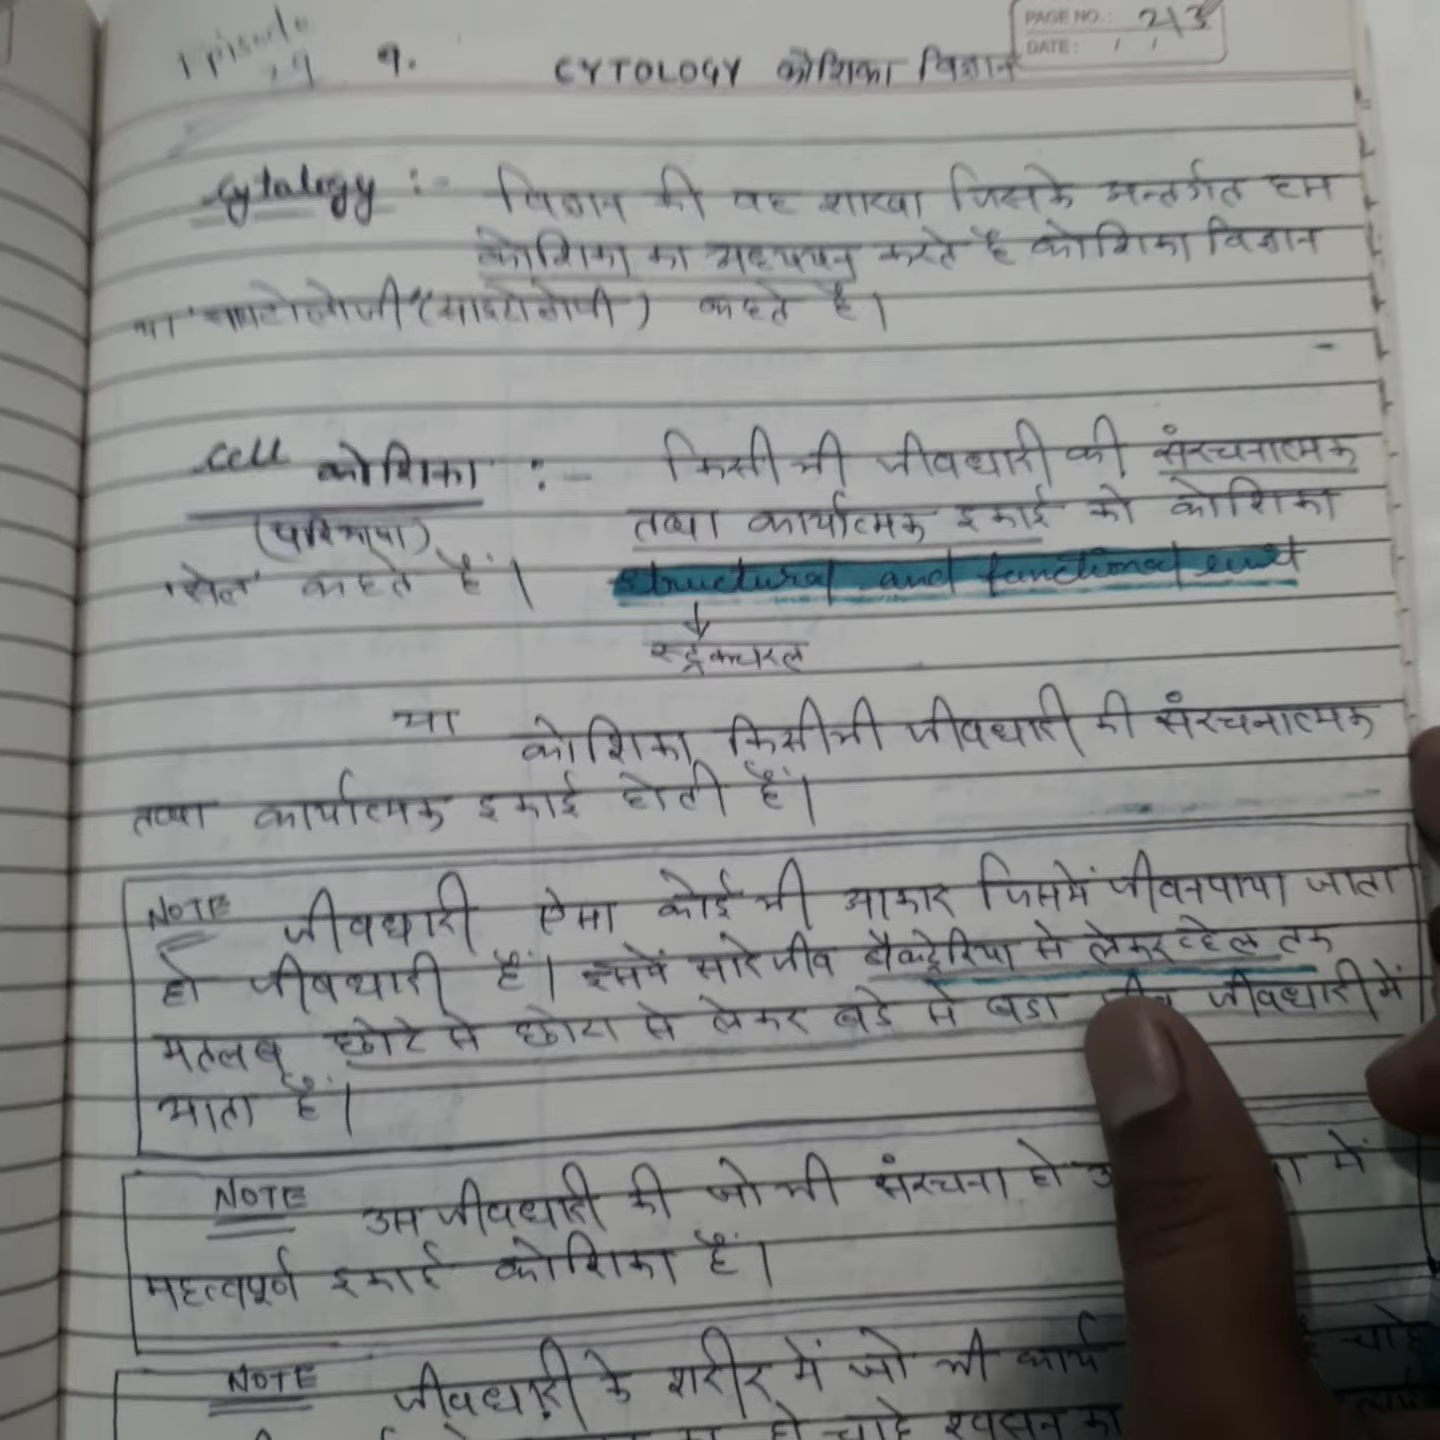 Episode
19
9. CYTOLOGY कोशिका विज्ञान
PAGE NO.: 213
DATE: / /
Cytology :- विज्ञान की वह शाखा जिसके अन्तर्गत हम
कोशिका का अध्ययन करते है कोशिका विज्ञान
या (साइटोलोजी) कहते है।
Cell कोशिका :- किसी भी जीवधारी की संरचनात्मक
(परिभाषा) तथा कार्यात्मक इकाई को कोशिका
'सेल' कहते हैं। structural and functional unit
↓
स्ट्रक्चरल
या कोशिका किसी भी जीवधारी की संरचनात्मक
तथा कार्यात्मक इकाई होती हैं।
NOTE जीवधारी ऐसा कोई भी आकार जिसमें जीवन पाया जाता
हो जीवधारी हैं। इसमें सारे जीव बैक्ट्रेरिया से लेकर व्हेल तक
मतलब छोटे से छोटा से लेकर बडे से बडा जीवधारी में
आता हैं।
NOTE उस जीवधारी की जो भी संरचना हो में
महत्वपूर्ण इकाई कोशिका हैं।
NOTE जीवधारी के शरीर में जो भी कार्य चाहे
हो चाहे श्वसन का